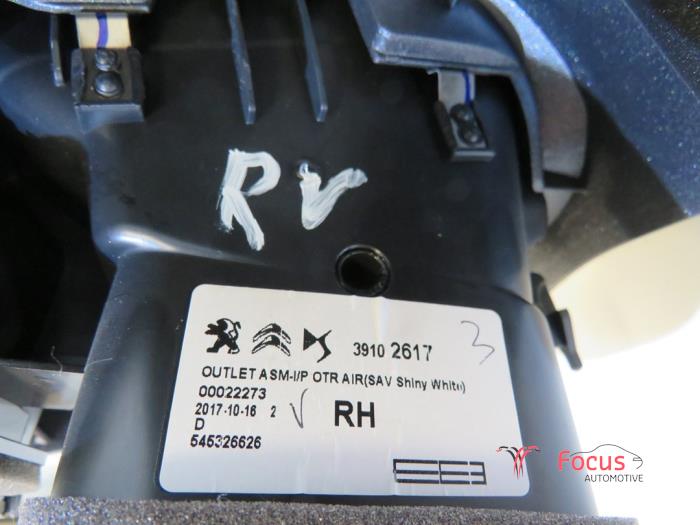 RV
3910 2617
3
OUTLET ASM-I/P OTR AIR(SAV Shiny White)
00022273
2017-10-16 2 V RH
D
545326626
Focus
AUTOMOTIVE